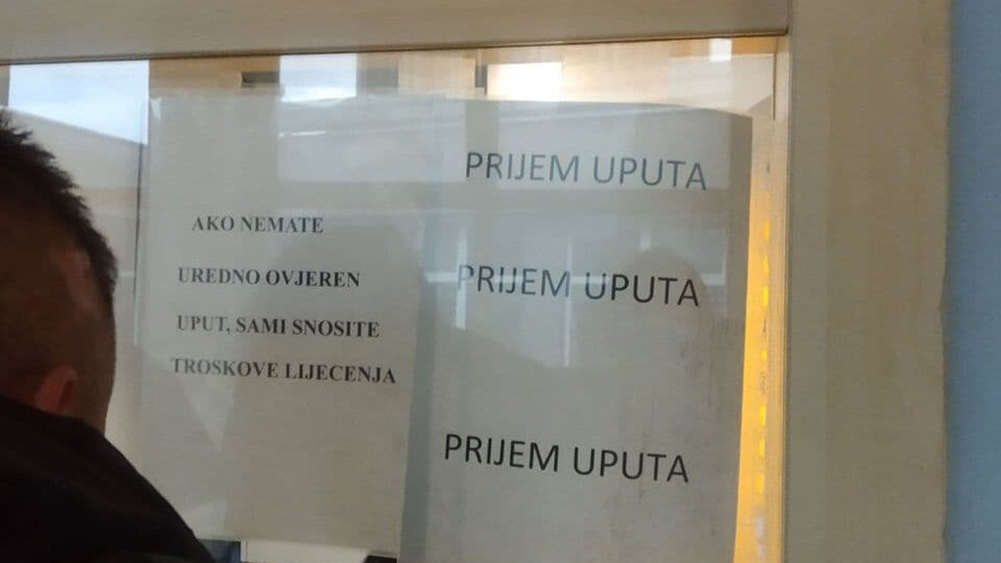 AKO NEMATE
UREDNO OVJEREN
UPUT, SAMI SNOSITE
TROSKOVE LIJECENJA
PRIJEM UPUTA
PRIJEM UPUTA
PRIJEM UPUTA